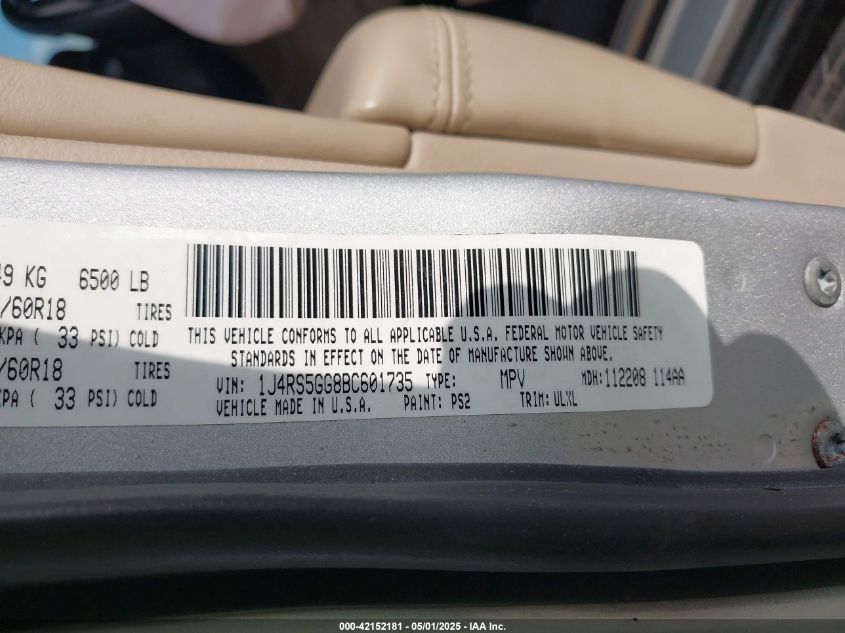 49 KG 6500 LB
/60R18 TIRES
KPA ( 33 PSI) COLD
/60R18 TIRES
KPA ( 33 PSI) COLD
THIS VEHICLE CONFORMS TO ALL APPLICABLE U.S.A. FEDERAL MOTOR VEHICLE SAFETY
STANDARDS IN EFFECT ON THE DATE OF MANUFACTURE SHOWN ABOVE.
VIN: 1J4RS5GG8BC601735 TYPE: MPV MDH: 112208 114AA
VEHICLE MADE IN U.S.A. PAINT: PS2 TRIM: ULXL
000-42152181 - 05/01/2025 - IAA Inc.